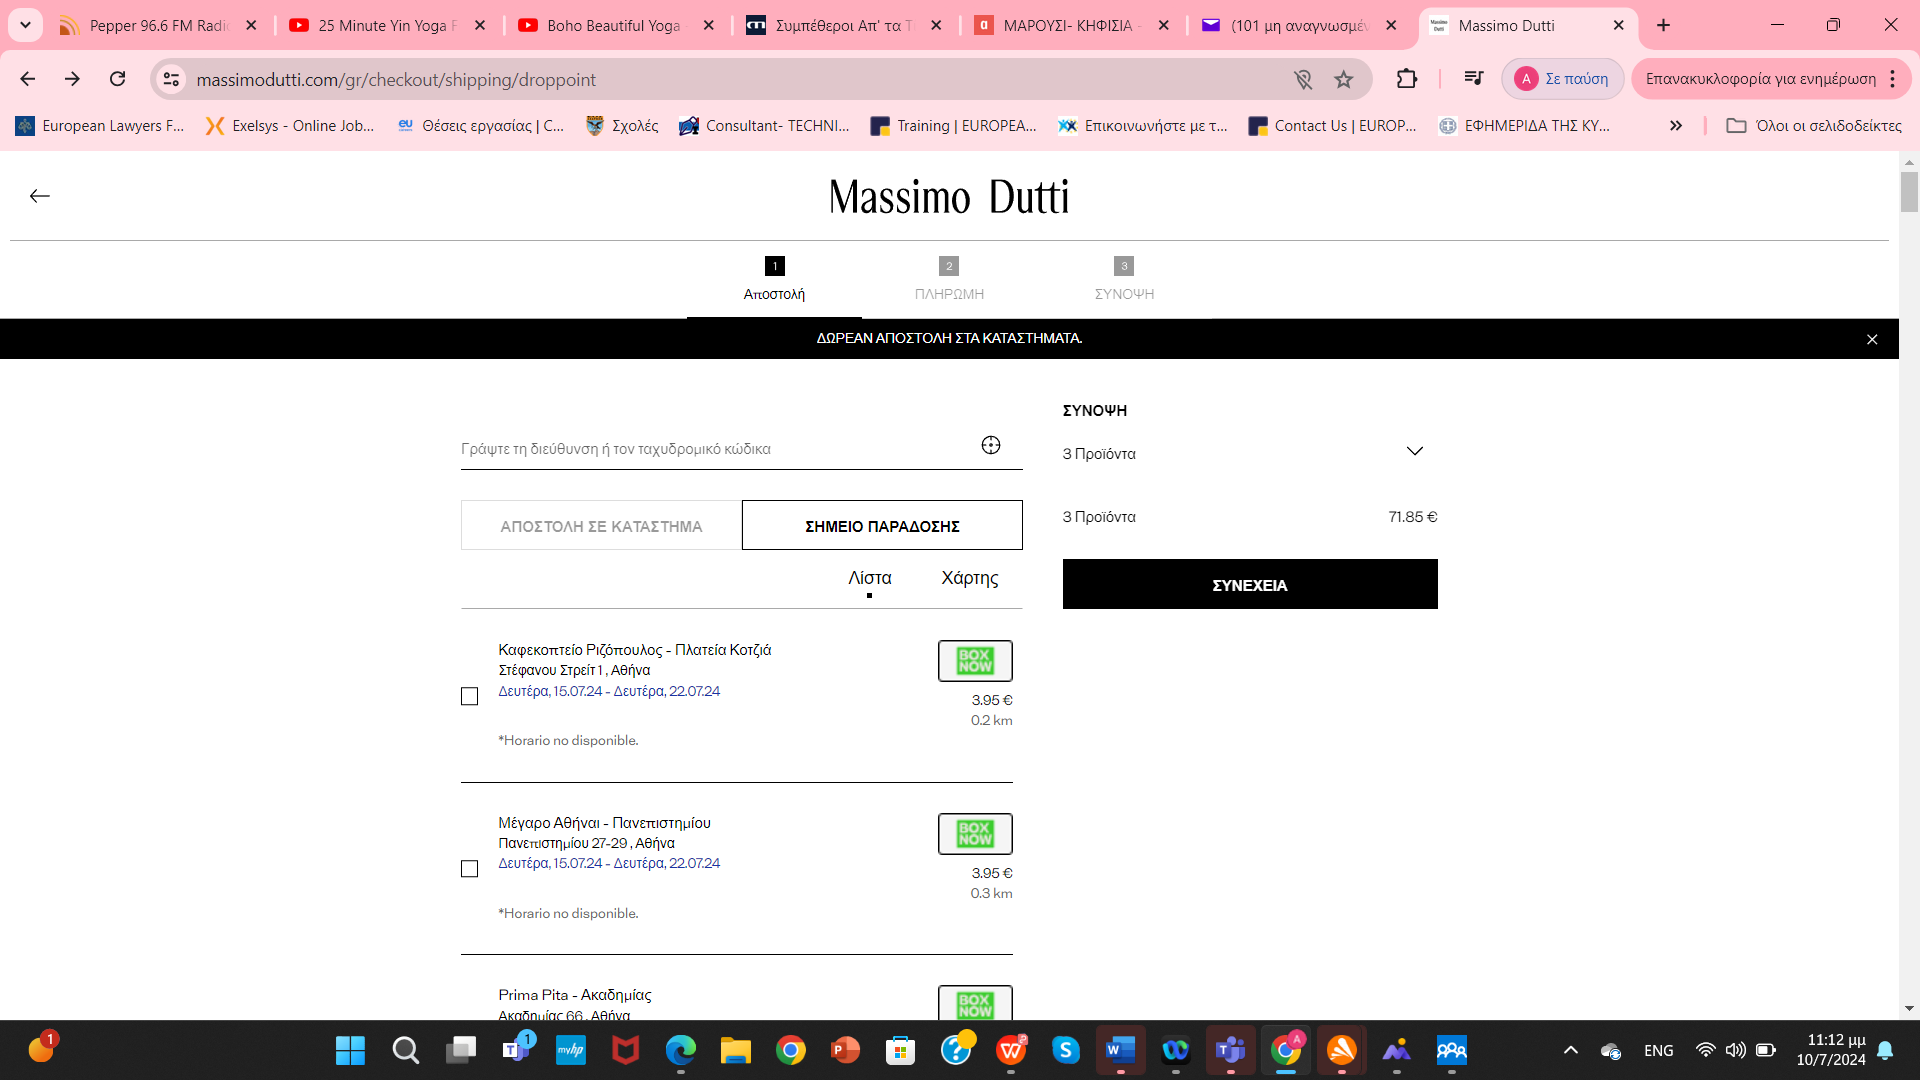 Pepper 96.6 FM Radi
25 Minute Yin Yoga F
Boho Beautiful Yoga
Συμπέθεροι Απ' τα Τ
ΜΑΡΟΥΣΙ- ΚΗΦΙΣΙΑ -
(101 μη αναγνωσμέν
Massimo Dutti
massimodutti.com/gr/checkout/shipping/droppoint
A Σε παύση
Επανακυκλοφορία για ενημέρωση
European Lawyers F...
Exelsys - Online Job...
Θέσεις εργασίας | C...
Σχολές
Consultant- TECHNI...
Training | EUROPEA...
Επικοινωνήστε με τ...
Contact Us | EUROP...
ΕΦΗΜΕΡΙΔΑ ΤΗΣ ΚΥ...
Όλοι οι σελιδοδείκτες
Massimo Dutti
1
Αποστολή
2
ΠΛΗΡΩΜΗ
3
ΣΥΝΟΨΗ
ΔΩΡΕΑΝ ΑΠΟΣΤΟΛΗ ΣΤΑ ΚΑΤΑΣΤΗΜΑΤΑ.
Γράψτε τη διεύθυνση ή τον ταχυδρομικό κώδικα
ΑΠΟΣΤΟΛΗ ΣΕ ΚΑΤΑΣΤΗΜΑ
ΣΗΜΕΙΟ ΠΑΡΑΔΟΣΗΣ
Λίστα
Χάρτης
Καφεκοπτείο Ριζόπουλος - Πλατεία Κοτζιά
Στέφανου Στρείτ 1 , Αθήνα
Δευτέρα, 15.07.24 - Δευτέρα, 22.07.24
*Horario no disponible.
BOX NOW
3.95 €
0.2 km
Μέγαρο Αθήναι - Πανεπιστημίου
Πανεπιστημίου 27-29 , Αθήνα
Δευτέρα, 15.07.24 - Δευτέρα, 22.07.24
*Horario no disponible.
BOX NOW
3.95 €
0.3 km
Prima Pita - Ακαδημίας
Ακαδημίας 66 , Αθήνα
BOX NOW
ΣΥΝΟΨΗ
3 Προϊόντα
3 Προϊόντα
71.85 €
ΣΥΝΕΧΕΙΑ
1
1
myhp
ENG
11:12 μμ
10/7/2024